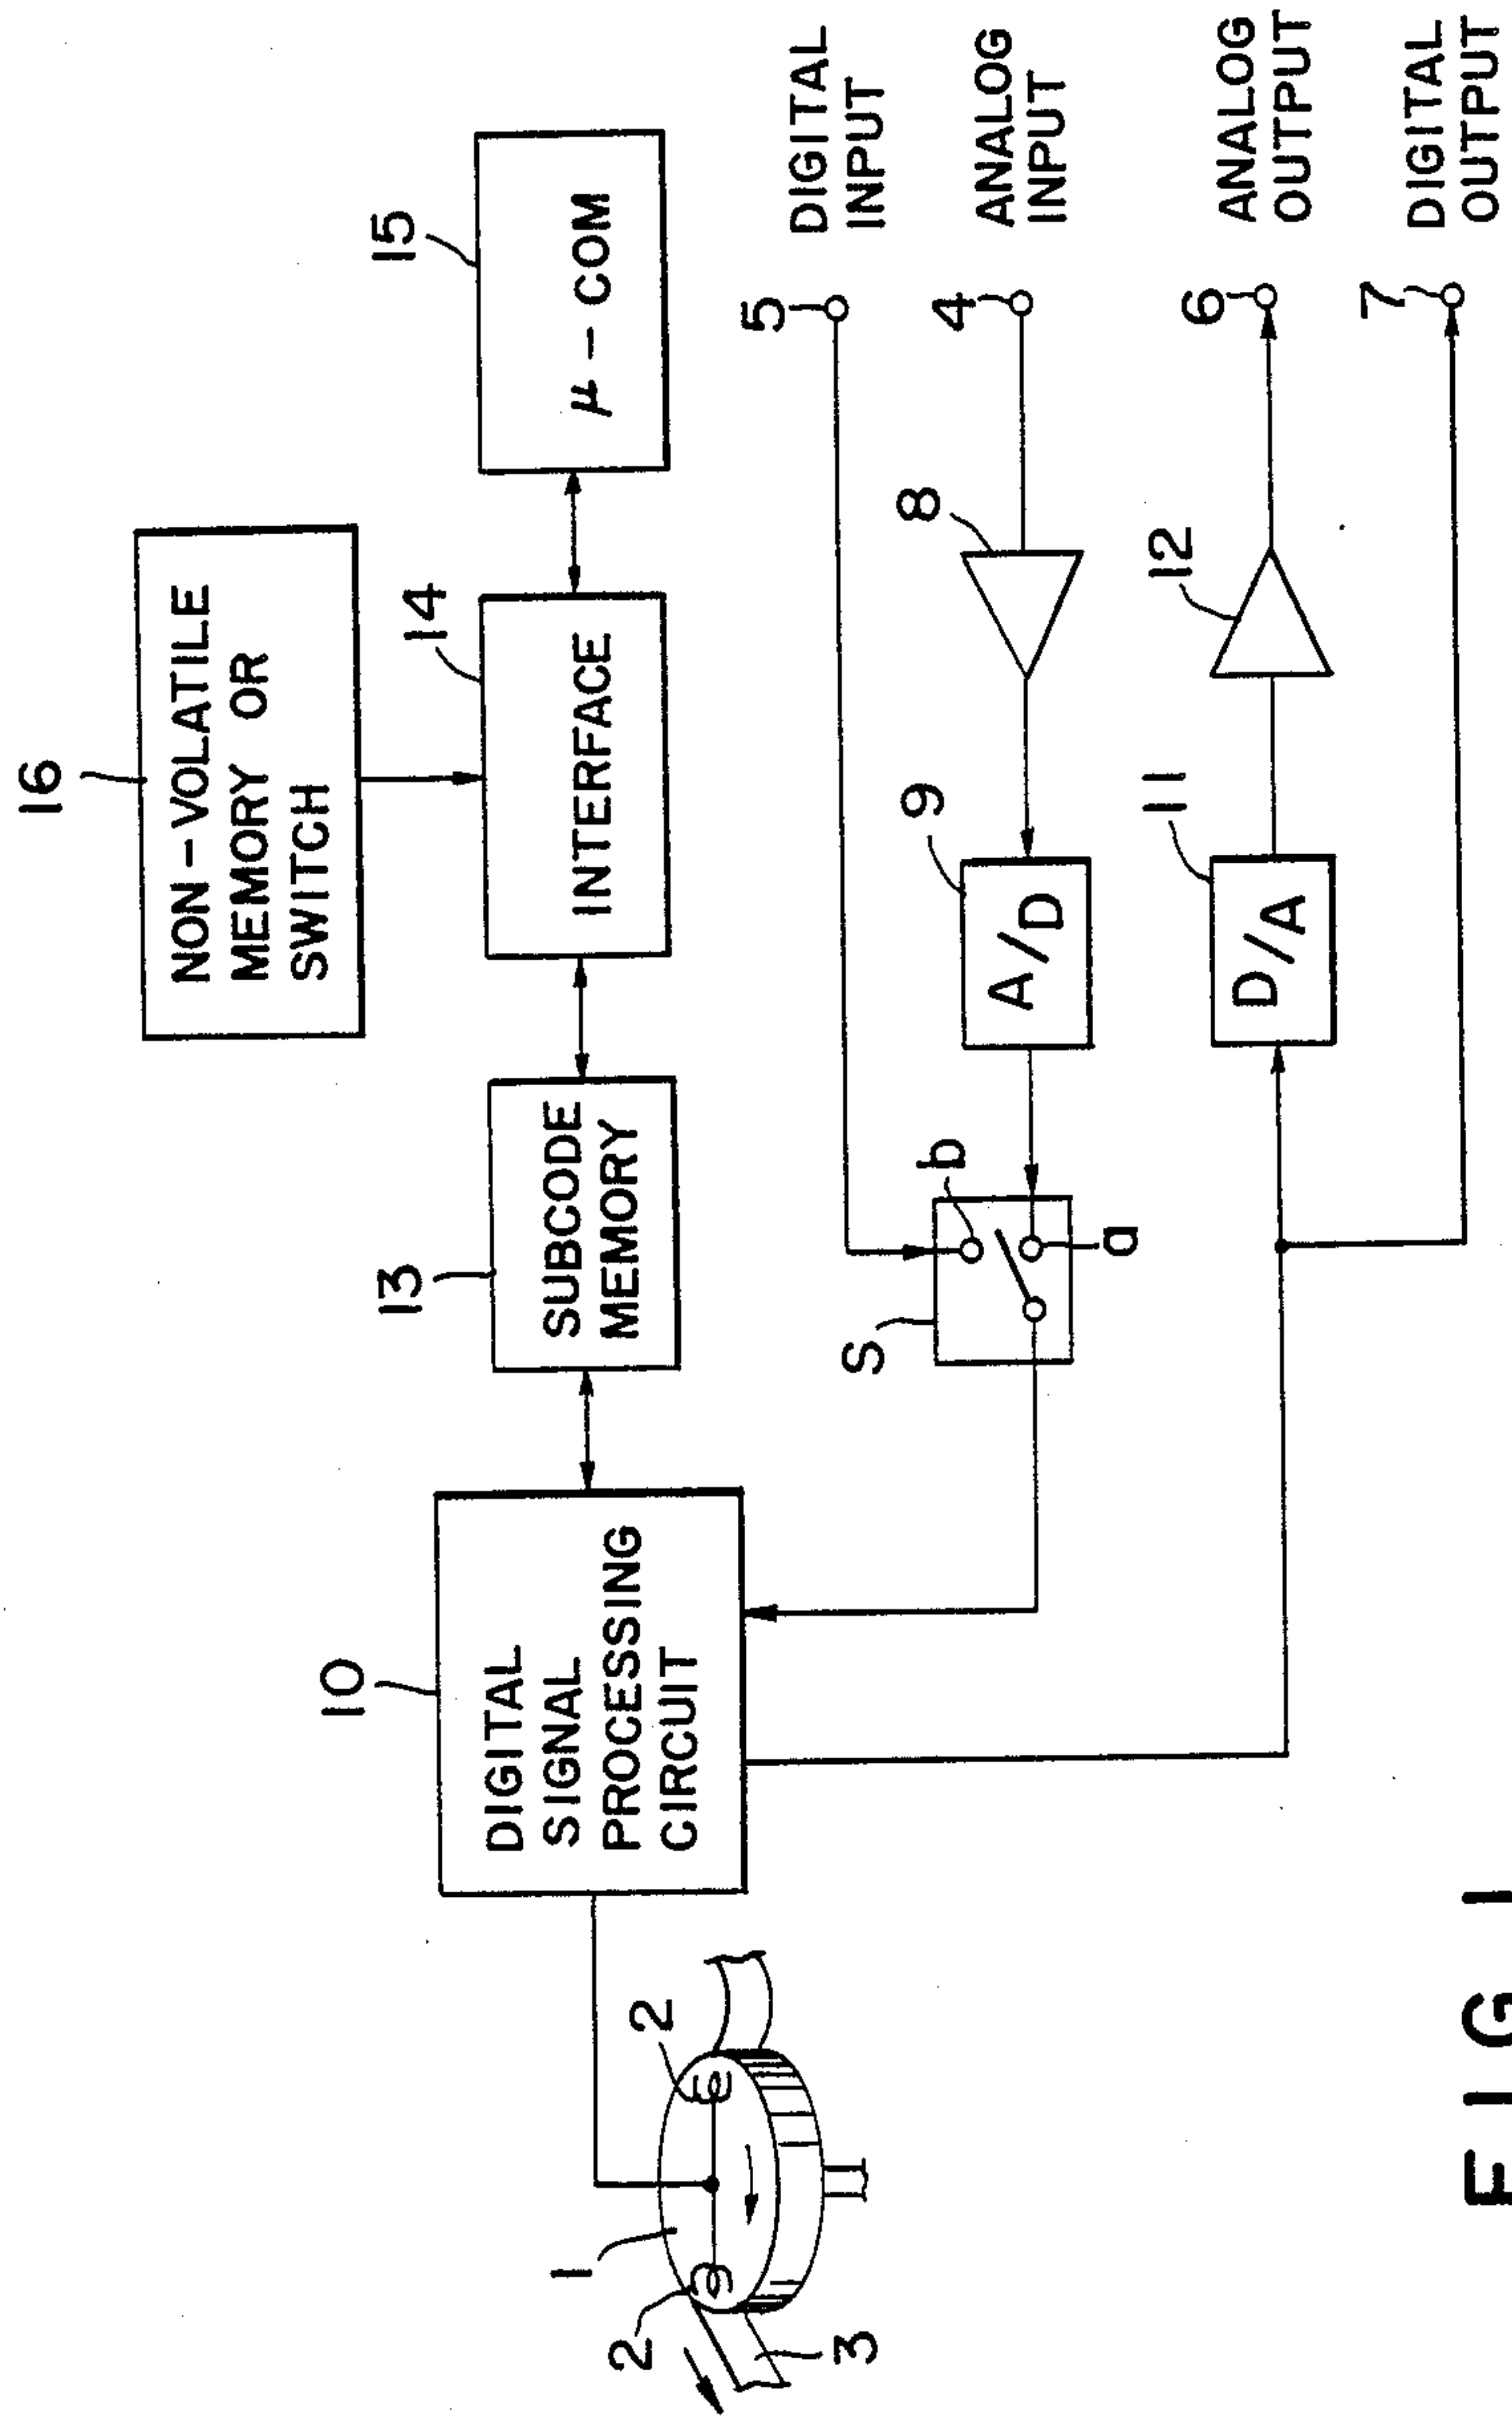 16
NON-VOLATILE
MEMORY OR
SWITCH
10
DIGITAL
SIGNAL
PROCESSING
CIRCUIT
13
SUBCODE
MEMORY
14
INTERFACE
15
μ-COM
1
2
2
3
5
DIGITAL
INPUT
S
b
a
9
A/D
8
4
ANALOG
INPUT
11
D/A
12
6
ANALOG
OUTPUT
7
DIGITAL
OUTPUT
FIG 1